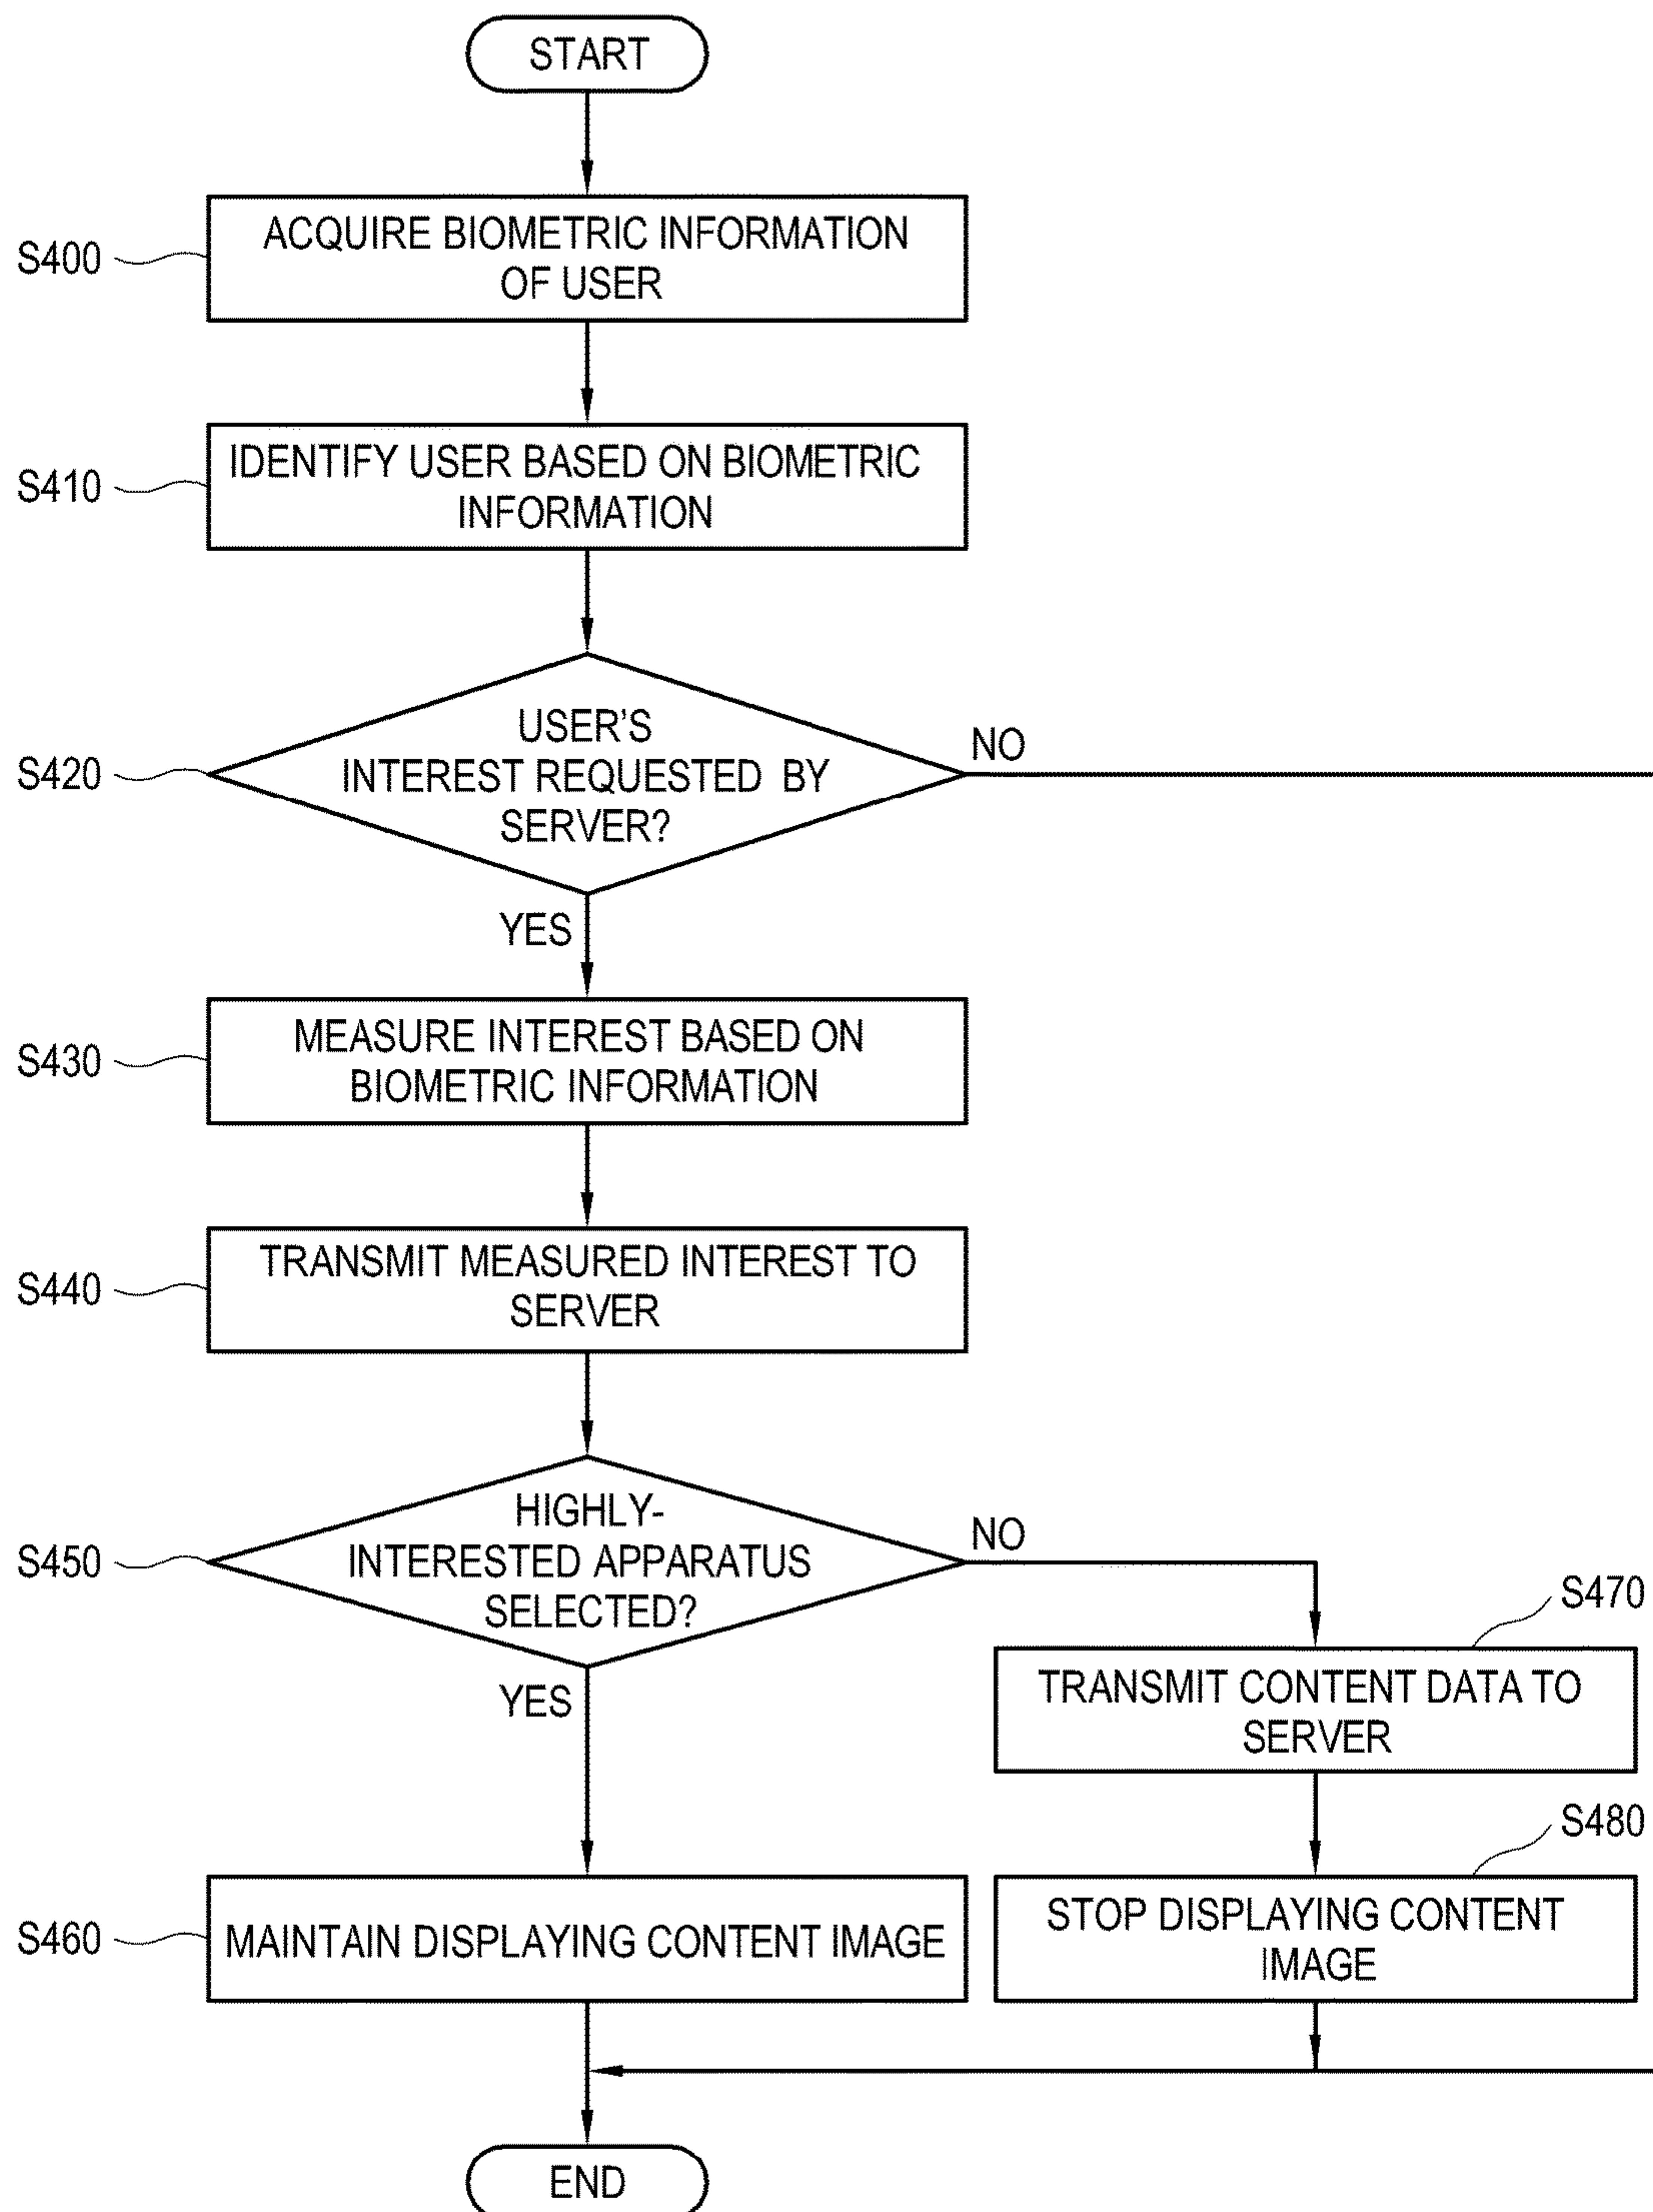 START
S400
ACQUIRE BIOMETRIC INFORMATION
OF USER
S410
IDENTIFY USER BASED ON BIOMETRIC
INFORMATION
S420
USER'S
INTEREST REQUESTED BY
SERVER?
NO
YES
S430
MEASURE INTEREST BASED ON
BIOMETRIC INFORMATION
S440
TRANSMIT MEASURED INTEREST TO
SERVER
S450
HIGHLY-
INTERESTED APPARATUS
SELECTED?
NO
YES
S470
TRANSMIT CONTENT DATA TO
SERVER
S460
MAINTAIN DISPLAYING CONTENT IMAGE
S480
STOP DISPLAYING CONTENT
IMAGE
END